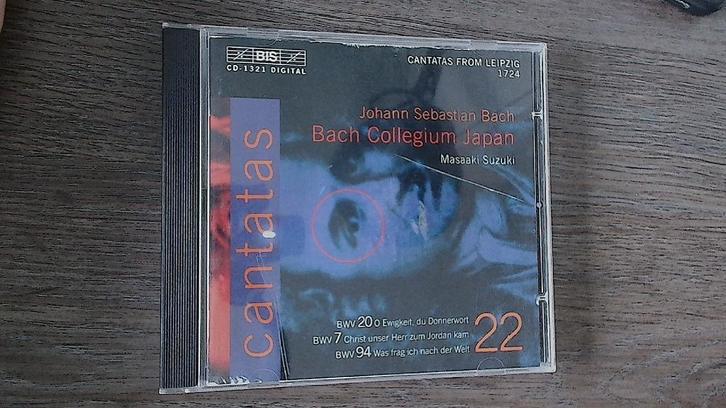 BIS
CD-1321 DIGITAL
CANTATAS FROM LEIPZIG
1724
Johann Sebastian Bach
Bach Collegium Japan
Masaaki Suzuki
cantatas
BWV 20 O Ewigkeit, du Donnerwort
BWV 7 Christ unser Herr zum Jordan kam
BWV 94 Was frag ich nach der Welt
22